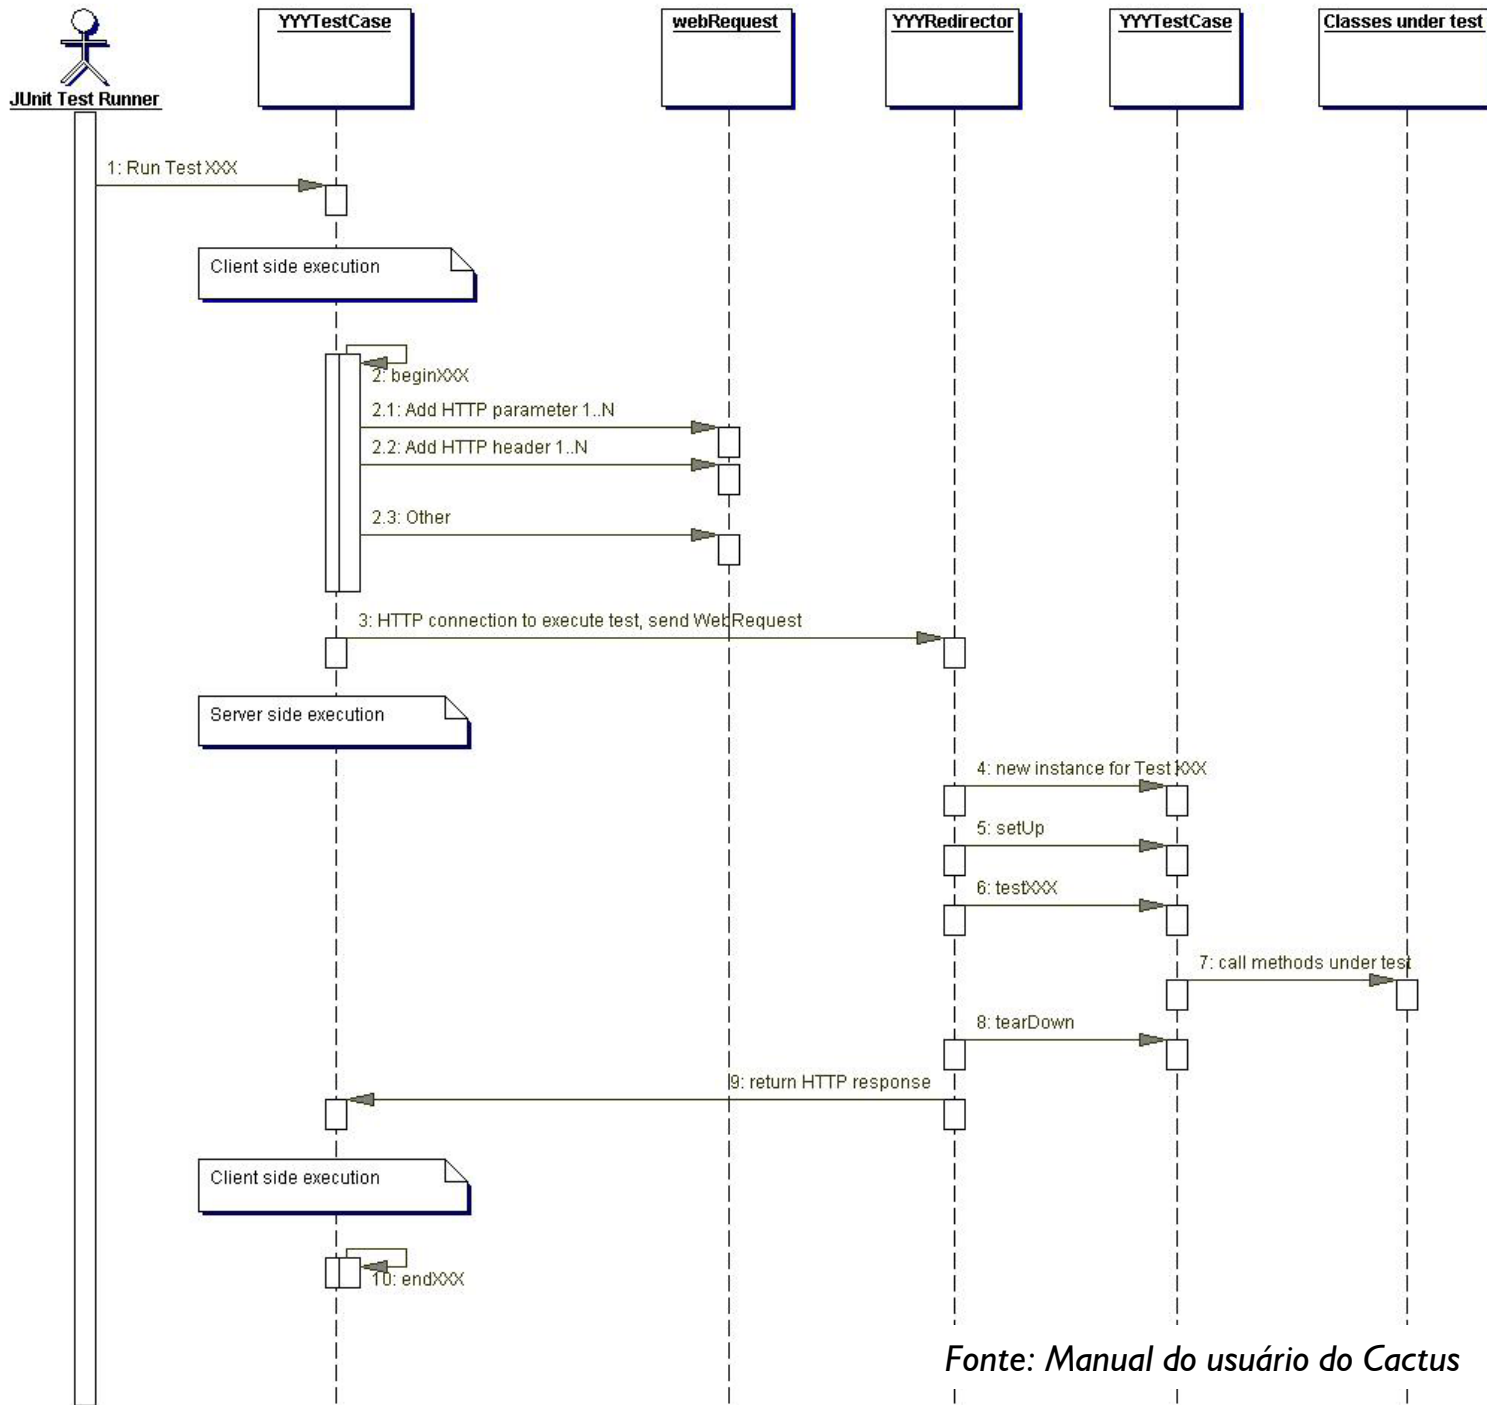 YYYTestCase
webRequest
YYYRedirector
YYYTestCase
Classes under test
JUnit Test Runner
1: Run Test XXX
Client side execution
2: beginXXX
2.1: Add HTTP parameter 1..N
2.2: Add HTTP header 1..N
2.3: Other
3: HTTP connection to execute test, send WebRequest
Server side execution
4: new instance for Test XXX
5: setUp
6: testXXX
7: call methods under test
8: tearDown
9: return HTTP response
Client side execution
10: endXXX
Fonte: Manual do usuário do Cactus